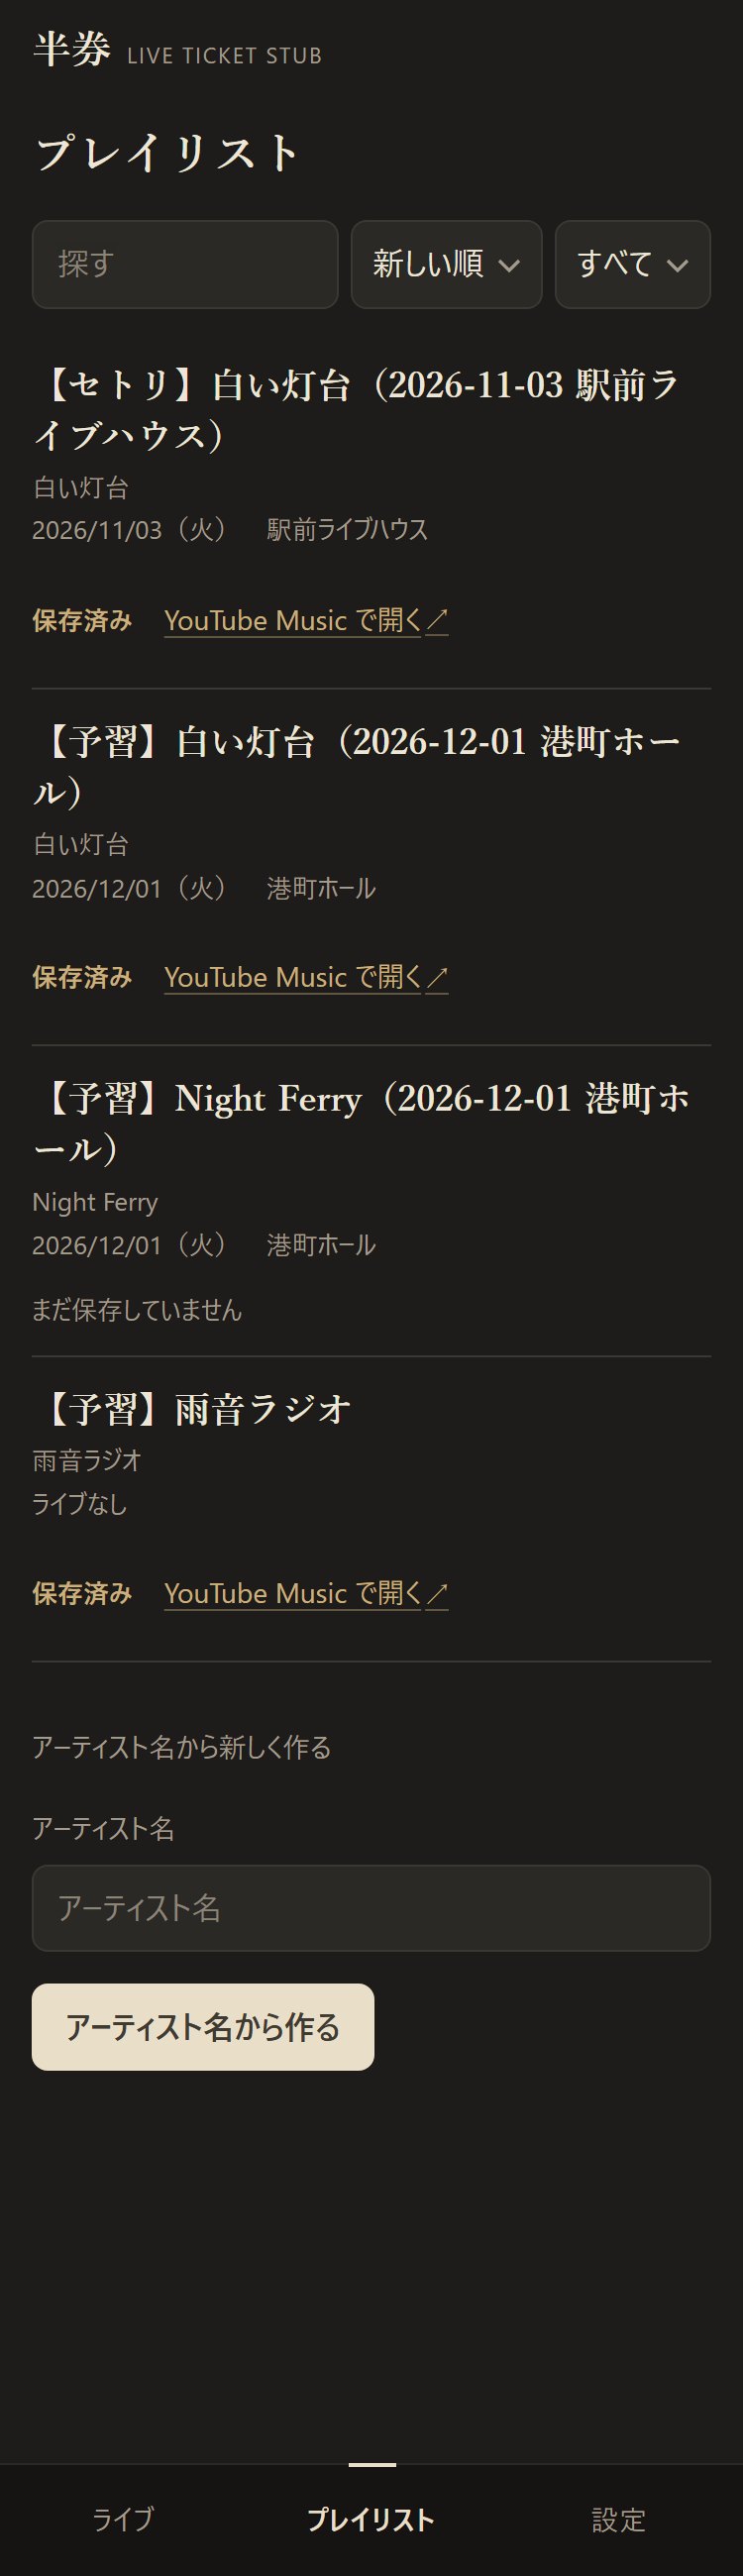 半券 LIVE TICKET STUB
プレイリスト
探す 新しい順 すべて
【セトリ】白い灯台（2026-11-03 駅前ラ
イブハウス）
白い灯台
2026/11/03（火） 駅前ライブハウス
保存済み YouTube Music で開く↗
【予習】白い灯台（2026-12-01 港町ホー
ル）
白い灯台
2026/12/01（火） 港町ホール
保存済み YouTube Music で開く↗
【予習】Night Ferry（2026-12-01 港町ホ
ール）
Night Ferry
2026/12/01（火） 港町ホール
まだ保存していません
【予習】雨音ラジオ
雨音ラジオ
ライブなし
保存済み YouTube Music で開く↗
アーティスト名から新しく作る
アーティスト名
アーティスト名
アーティスト名から作る
ライブ プレイリスト 設定